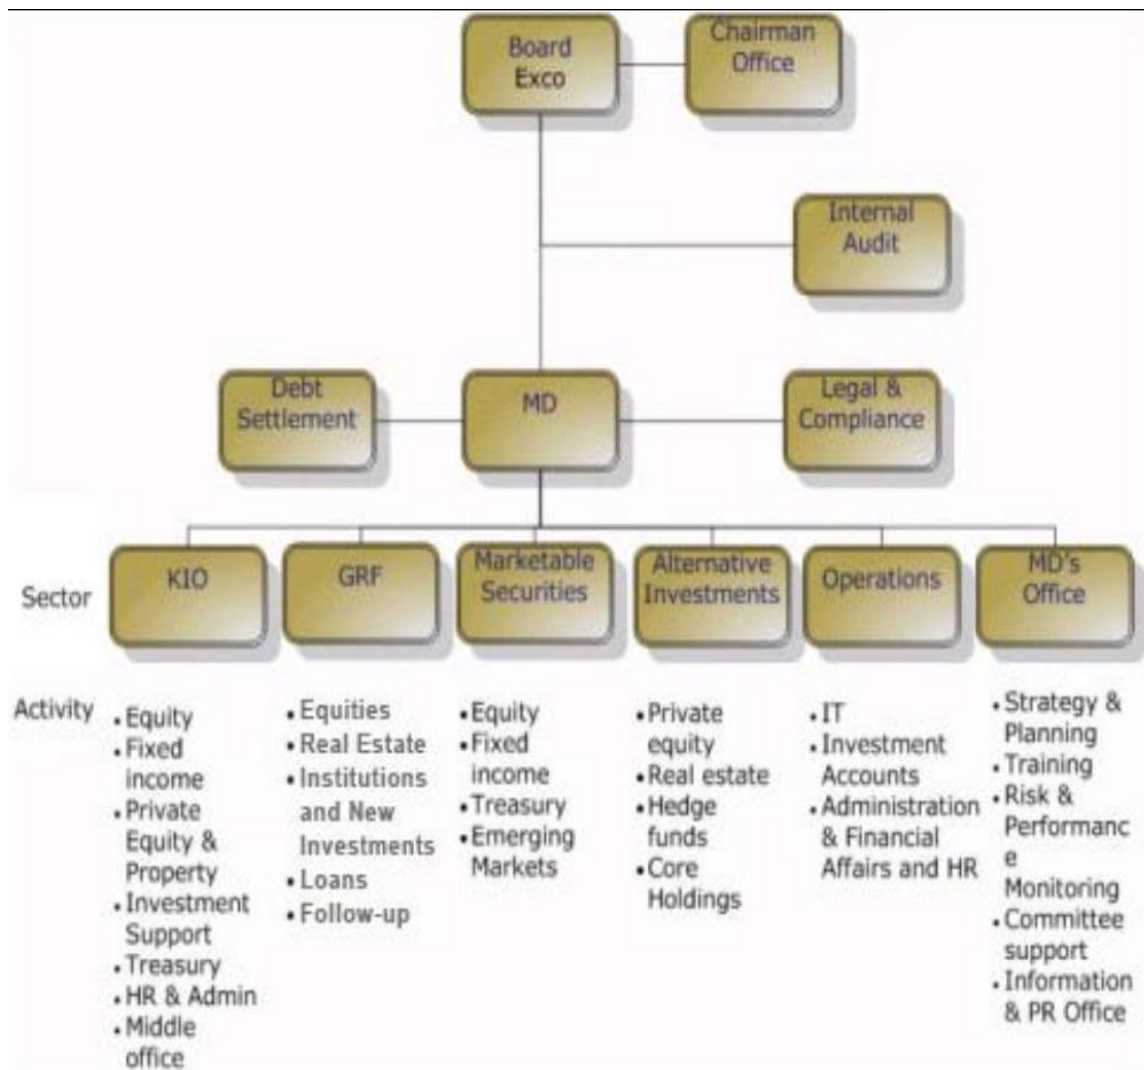 Board
Exco
Chairman
Office
Internal
Audit
Debt
Settlement
MD
Legal &
Compliance
Sector
KIO
GRF
Marketable
Securities
Alternative
Investments
Operations
MD's
Office
Activity
• Equity
• Fixed
income
• Private
Equity &
Property
• Investment
Support
• Treasury
• HR & Admin
• Middle
office
• Equities
• Real Estate
• Institutions
and New
Investments
• Loans
• Follow-up
• Equity
• Fixed
income
• Treasury
• Emerging
Markets
• Private
equity
• Real estate
• Hedge
funds
• Core
Holdings
• IT
• Investment
Accounts
• Administration
& Financial
Affairs and HR
• Strategy &
Planning
• Training
• Risk &
Performanc
e
Monitoring
• Committee
support
• Information
& PR Office